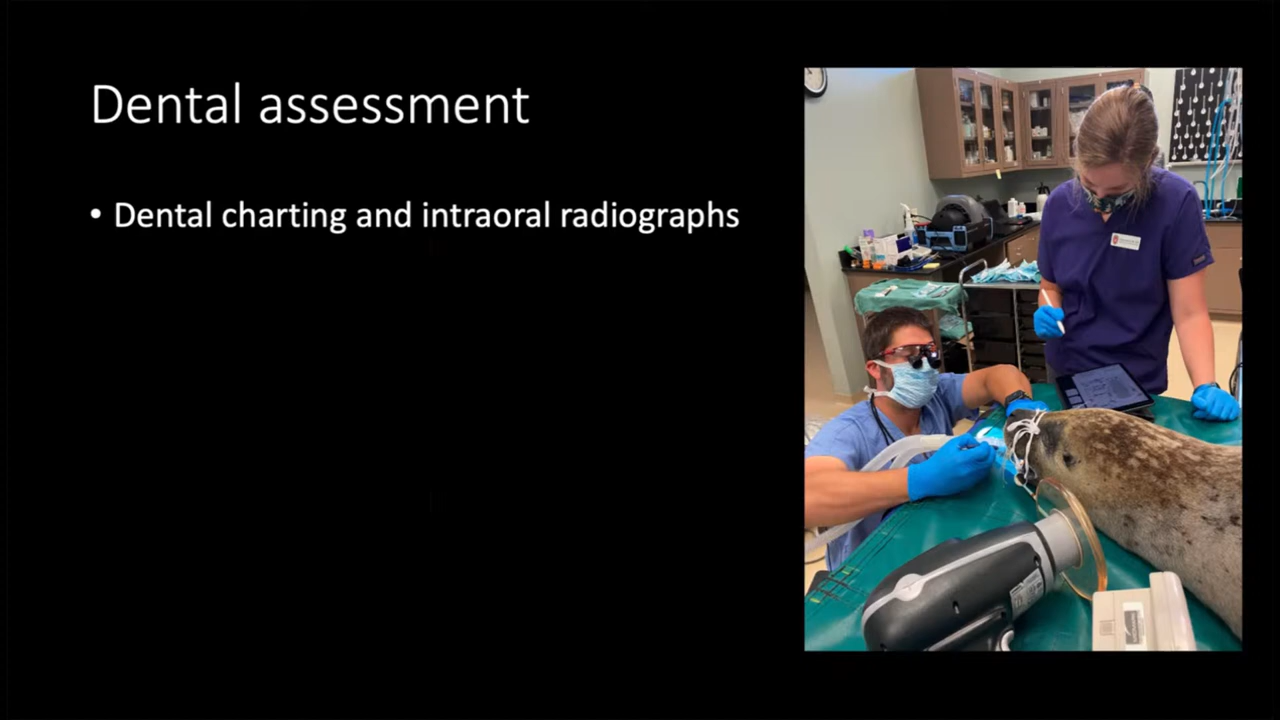 Dental assessment
• Dental charting and intraoral radiographs